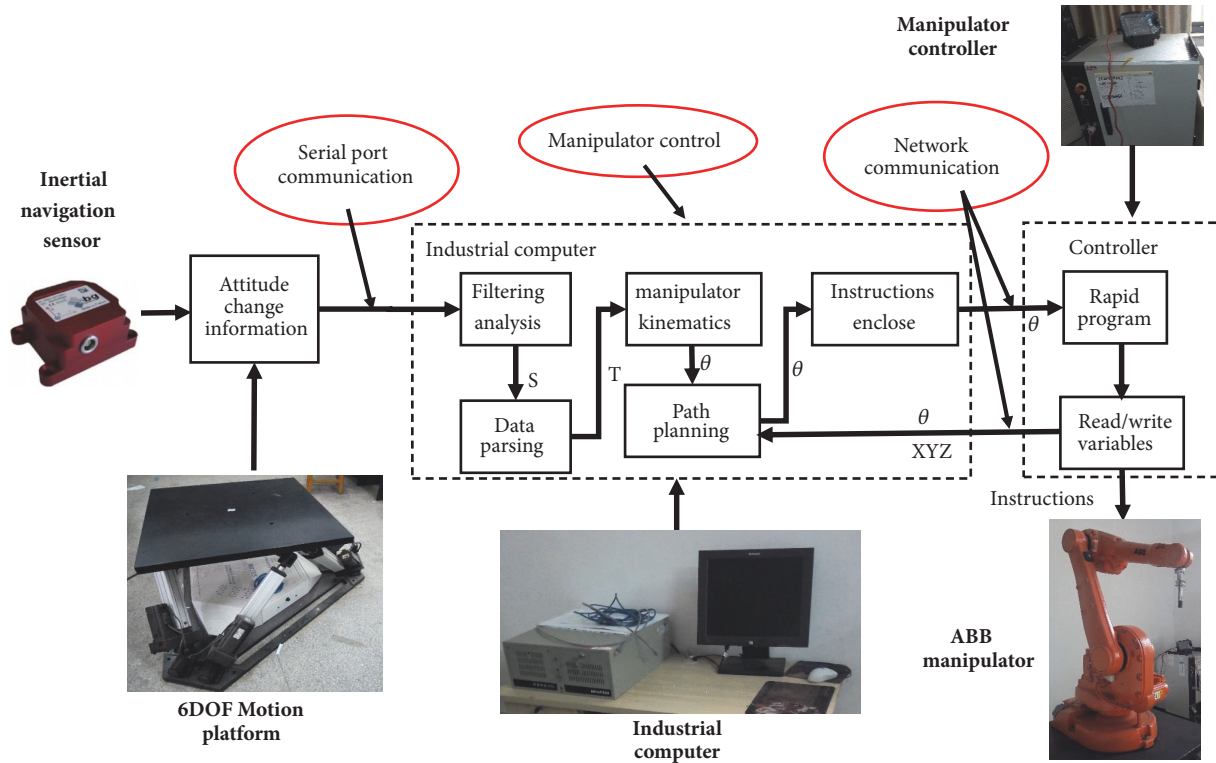 Manipulator
controller
Serial port
communication
Manipulator control
Network
communication
Inertial
navigation
sensor
Industrial computer
Controller
Attitude
change
information
Filtering
analysis
manipulator
kinematics
Instructions
enclose
θ
Rapid
program
S
T
θ
θ
Data
parsing
Path
planning
θ
XYZ
Read/write
variables
Instructions
6DOF Motion
platform
Industrial
computer
ABB
manipulator
ABB